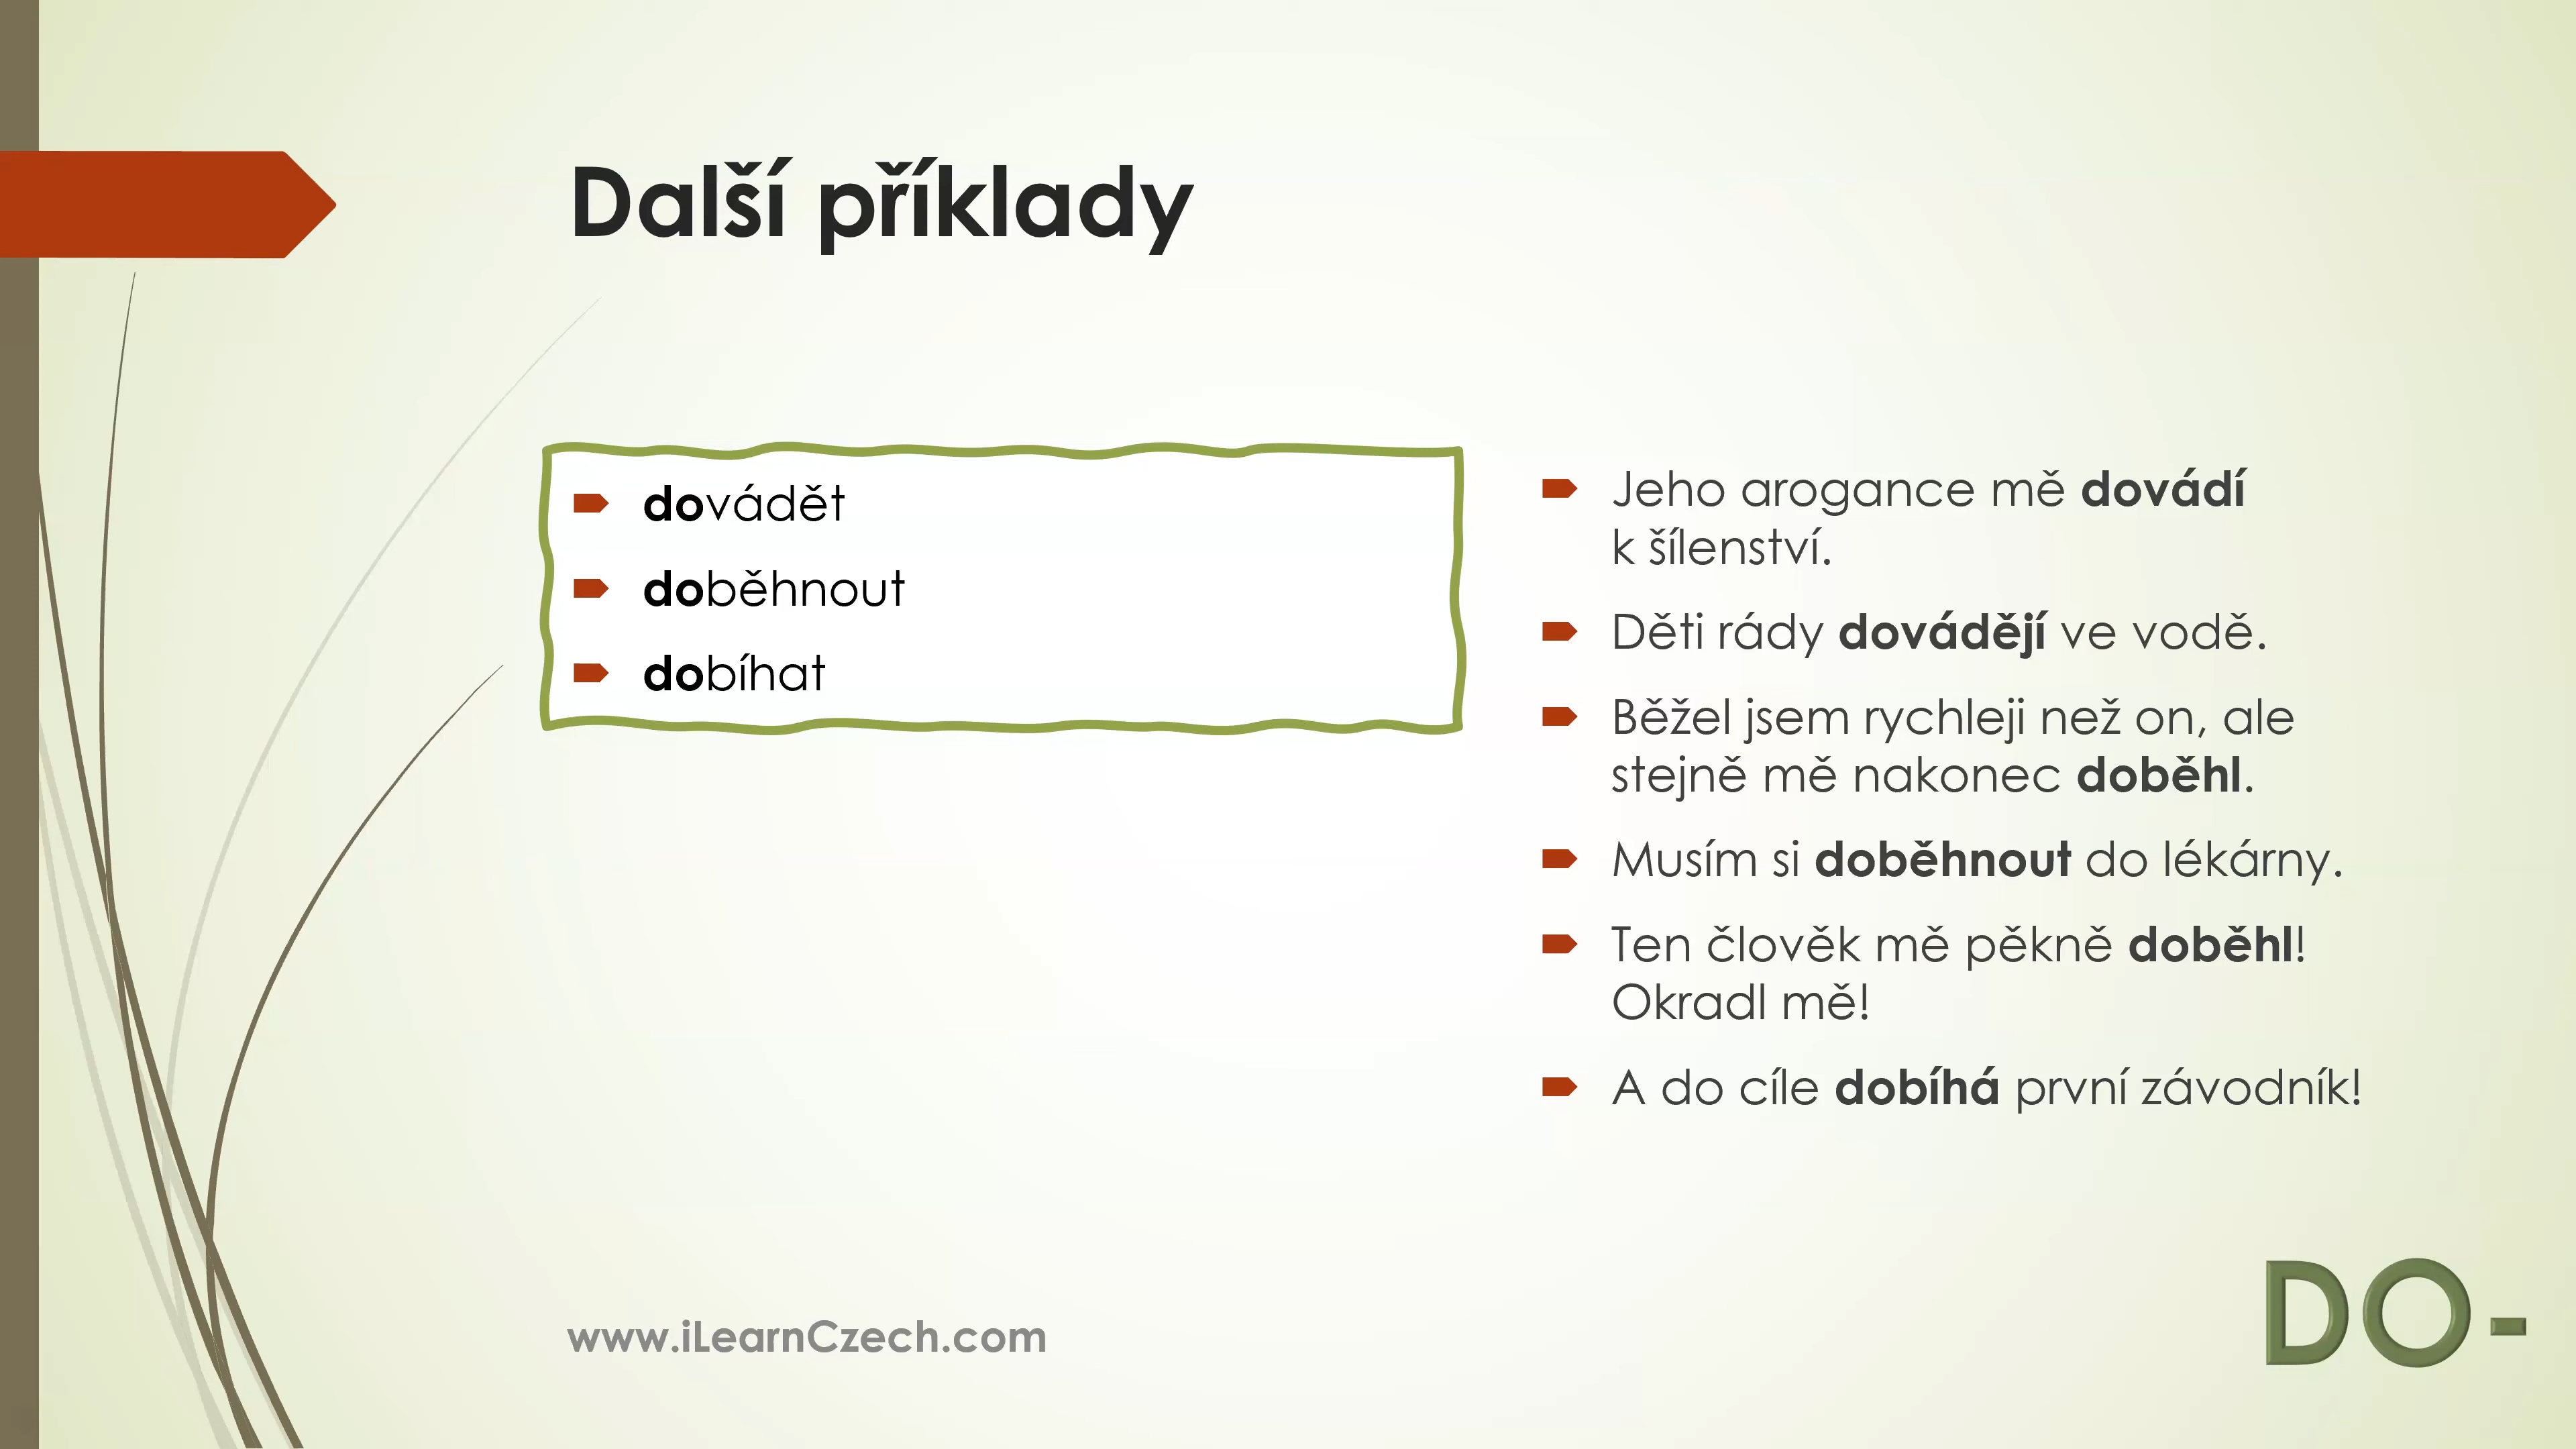 Další příklady
dovádět
doběhnout
dobíhat
Jeho arogance mě dovádí
k šílenství.
Děti rády dovádějí ve vodě.
Běžel jsem rychleji než on, ale
stejně mě nakonec doběhl.
Musím si doběhnout do lékárny.
Ten člověk mě pěkně doběhl!
Okradl mě!
A do cíle dobíhá první závodník!
www.iLearnCzech.com
DO-